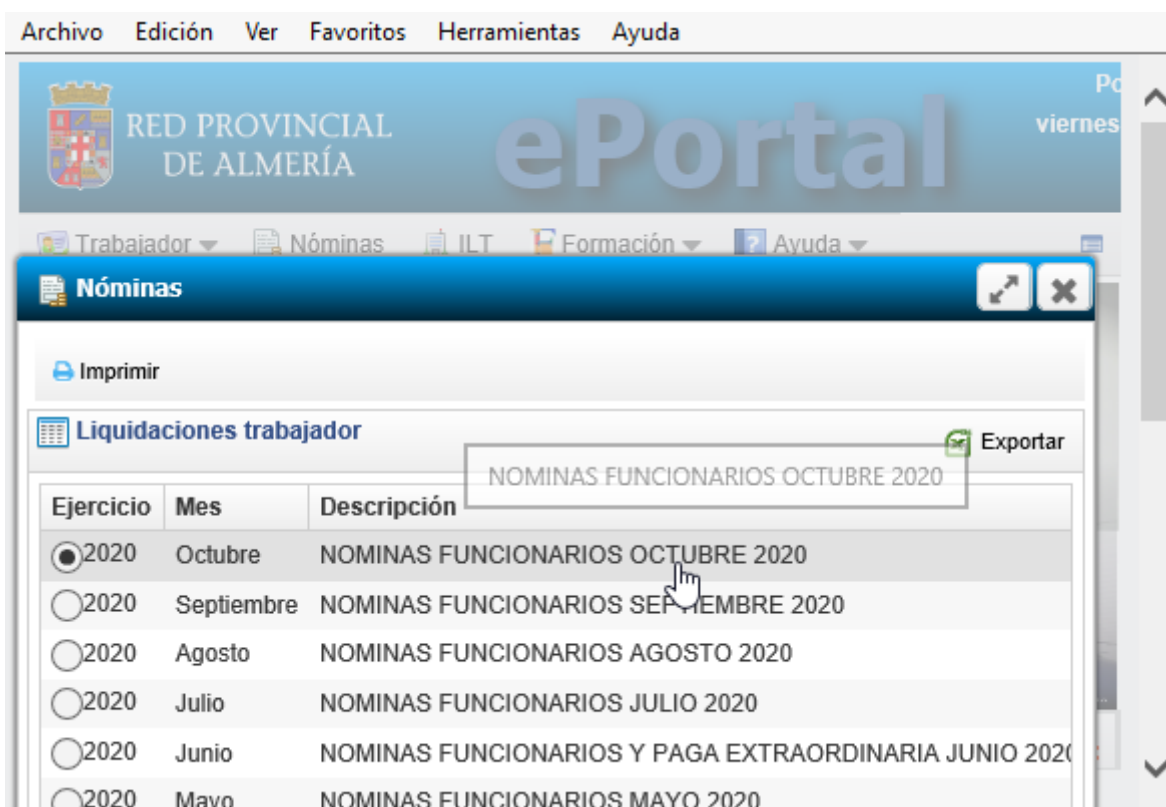 Archivo Edición Ver Favoritos Herramientas Ayuda
RED PROVINCIAL
DE ALMERÍA
ePortal
viernes
Trabajador Nóminas ILT Formación Ayuda
Nóminas
Imprimir
Liquidaciones trabajador
Exportar
NOMINAS FUNCIONARIOS OCTUBRE 2020
Ejercicio Mes Descripción
2020 Octubre NOMINAS FUNCIONARIOS OCTUBRE 2020
2020 Septiembre NOMINAS FUNCIONARIOS SEPTIEMBRE 2020
2020 Agosto NOMINAS FUNCIONARIOS AGOSTO 2020
2020 Julio NOMINAS FUNCIONARIOS JULIO 2020
2020 Junio NOMINAS FUNCIONARIOS Y PAGA EXTRAORDINARIA JUNIO 2020
2020 Mayo NOMINAS FUNCIONARIOS MAYO 2020